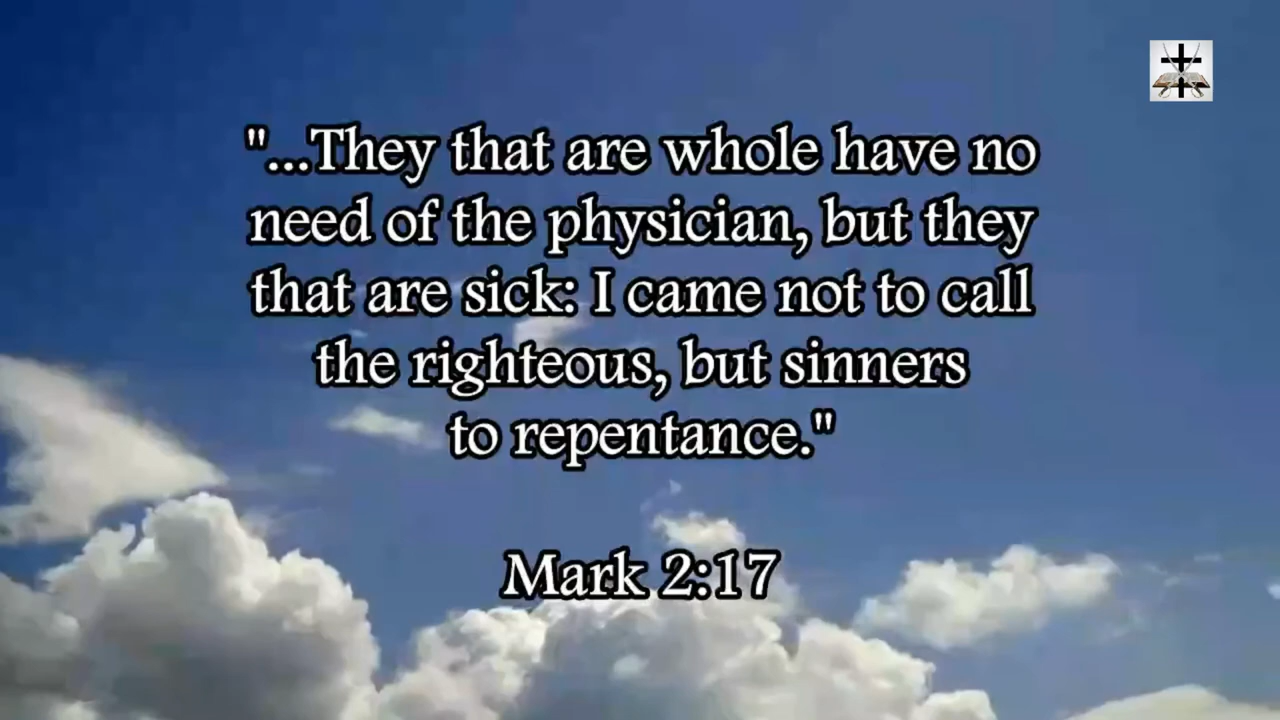 "...They that are whole have no
need of the physician, but they
that are sick: I came not to call
the righteous, but sinners
to repentance."
Mark 2:17